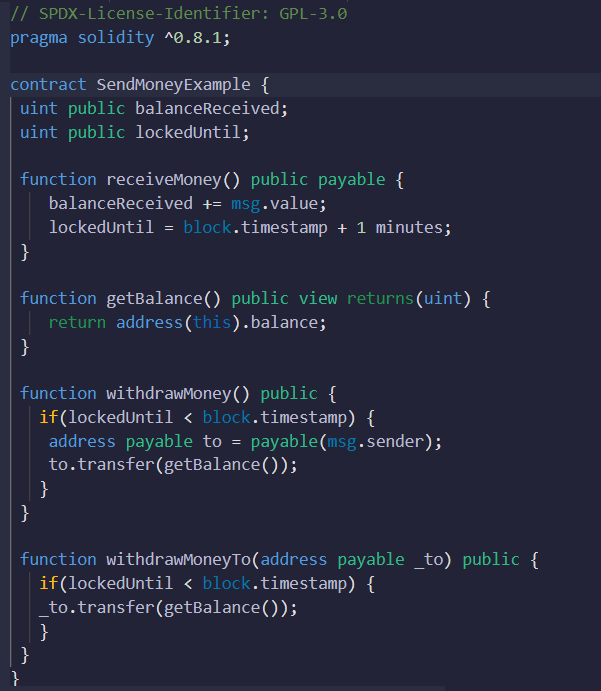 // SPDX-License-Identifier: GPL-3.0
pragma solidity ^0.8.1;

contract SendMoneyExample {
 uint public balanceReceived;
 uint public lockedUntil;

 function receiveMoney() public payable {
    balanceReceived += msg.value;
    lockedUntil = block.timestamp + 1 minutes;
 }

 function getBalance() public view returns(uint) {
    return address(this).balance;
 }

 function withdrawMoney() public {
   if(lockedUntil < block.timestamp) {
    address payable to = payable(msg.sender);
    to.transfer(getBalance());
   }
 }

 function withdrawMoneyTo(address payable _to) public {
   if(lockedUntil < block.timestamp) {
   _to.transfer(getBalance());
   }
 }
}